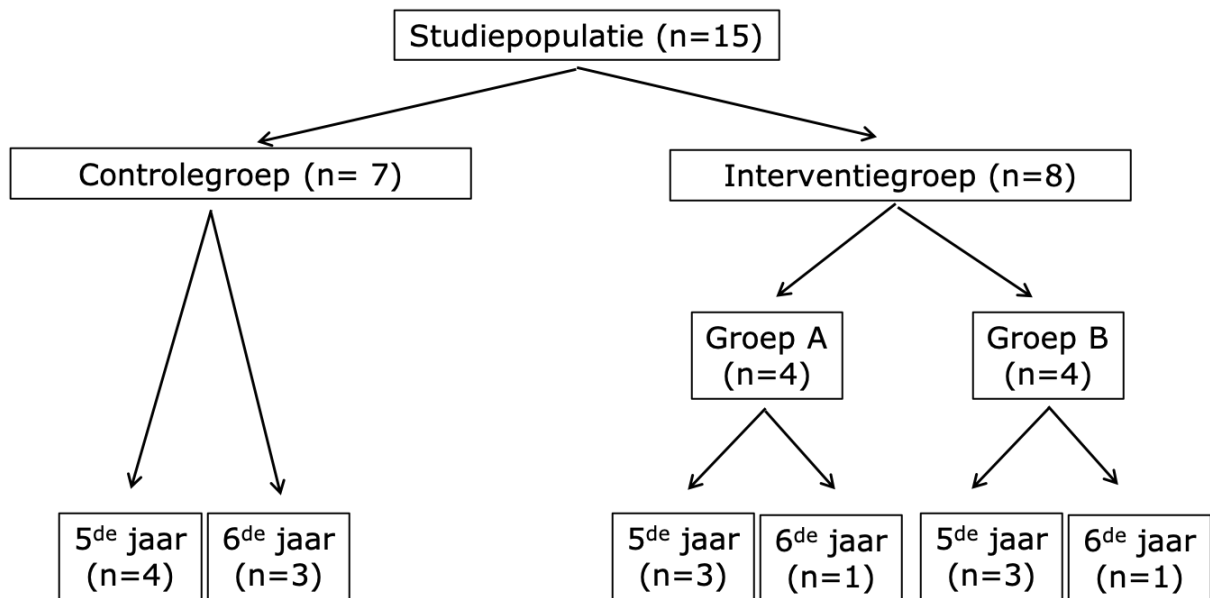 Studiepopulatie (n=15)
Controlegroep (n= 7)
Interventiegroep (n=8)
Groep A
(n=4)
Groep B
(n=4)
5de jaar
(n=4)
6de jaar
(n=3)
5de jaar
(n=3)
6de jaar
(n=1)
5de jaar
(n=3)
6de jaar
(n=1)